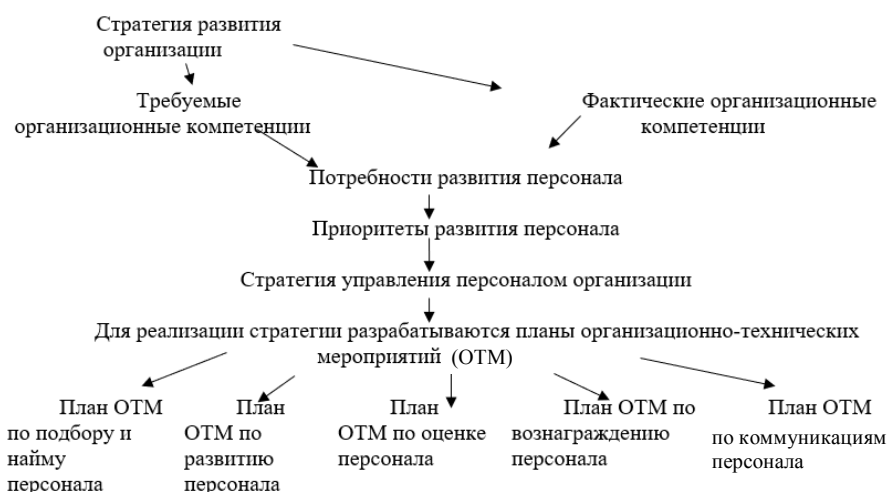 Стратегия развития
организации
Требуемые
организационные компетенции
Фактические организационные
компетенции
Потребности развития персонала
Приоритеты развития персонала
Стратегия управления персоналом организации
Для реализации стратегии разрабатываются планы организационно-технических
мероприятий (ОТМ)
План ОТМ
по подбору и
найму
персонала
План
ОТМ по
развитию
персонала
План
ОТМ по оценке
персонала
План ОТМ по
вознаграждению
персонала
План ОТМ
по коммуникациям
персонала